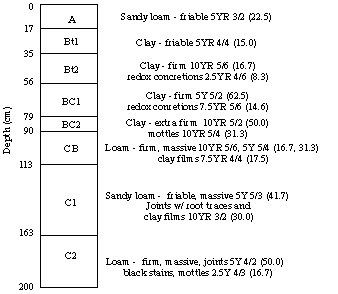 0
A
Sandy loam - friable 5YR 3/2 (22.5)
17
Bt1
Clay - friable 5YR 4/4 (15.0)
35
Bt2
Clay - firm 10YR 5/6 (16.7)
redox concretions 2.5YR 4/6 (8.3)
56
BC1
Clay - firm 5Y 5/2 (62.5)
redox conretions 7.5YR 5/6 (14.6)
79
BC2
Clay - extra firm 10YR 5/2 (50.0)
mottles 10YR 5/4 (31.3)
90
CB
Loam - firm, massive 10YR 5/6, 5Y 5/4 (16.7, 31.3)
clay films 7.5YR 4/4 (17.5)
113
C1
Sandy loam - friable, massive 5Y 5/3 (41.7)
Joints w/ root traces and
clay films 10YR 3/2 (30.0)
163
C2
Loam - firm, massive, joints 5Y 4/2 (50.0)
black stains, mottles 2.5Y 4/3 (16.7)
200
Depth (cm)